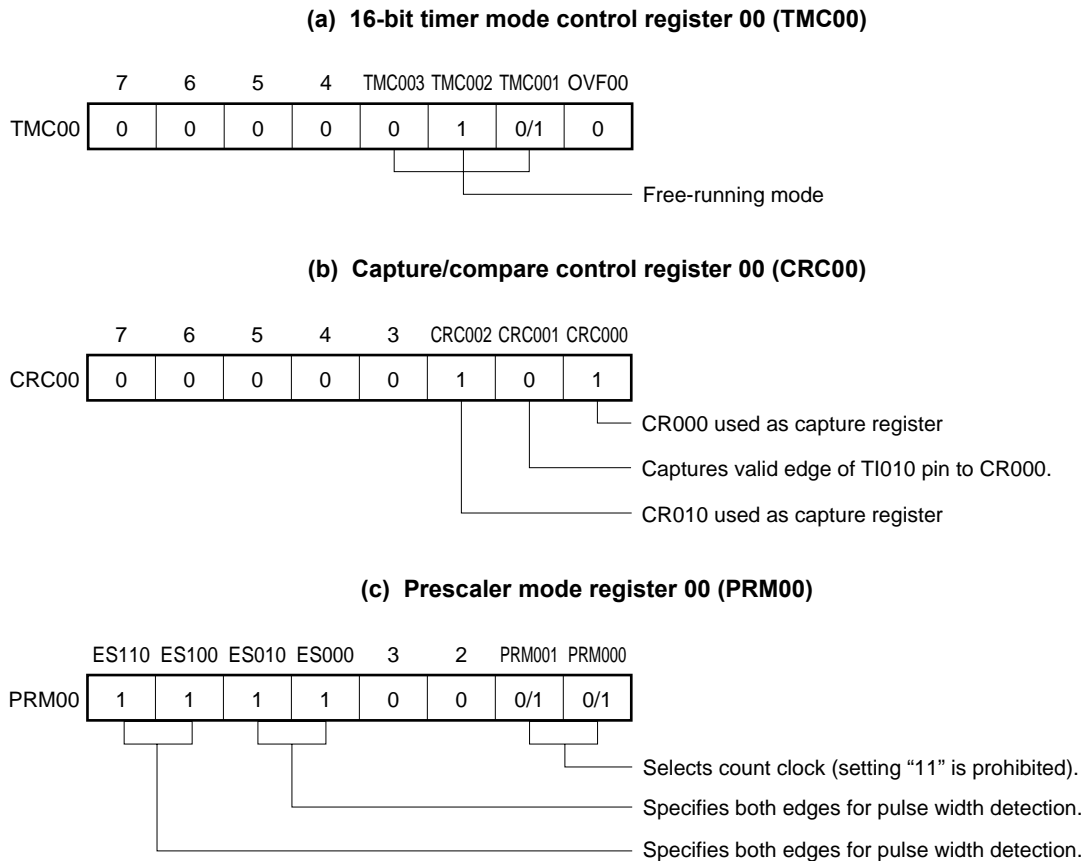 (a) 16-bit timer mode control register 00 (TMC00)
7 6 5 4 TMC003 TMC002 TMC001 OVF00
TMC00 0 0 0 0 0 1 0/1 0
Free-running mode
(b) Capture/compare control register 00 (CRC00)
7 6 5 4 3 CRC002 CRC001 CRC000
CRC00 0 0 0 0 0 1 0 1
CR000 used as capture register
Captures valid edge of TI010 pin to CR000.
CR010 used as capture register
(c) Prescaler mode register 00 (PRM00)
ES110 ES100 ES010 ES000 3 2 PRM001 PRM000
PRM00 1 1 1 1 0 0 0/1 0/1
Selects count clock (setting “11” is prohibited).
Specifies both edges for pulse width detection.
Specifies both edges for pulse width detection.